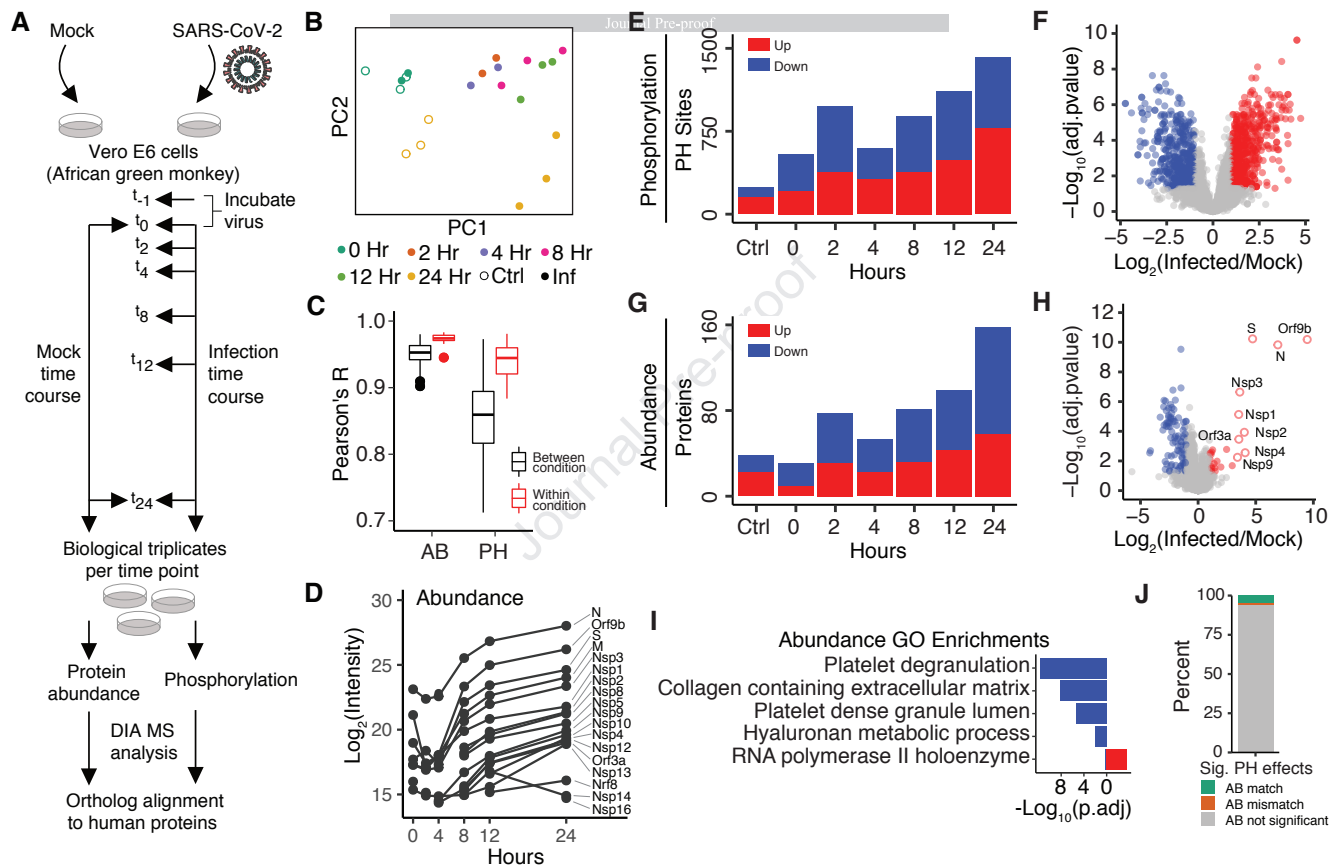 Journal Pre-proof
A
Mock
SARS-CoV-2
Vero E6 cells
(African green monkey)
t-1
t0
t2
t4
t8
t12
t24
Incubate
virus
Mock
time
course
Infection
time
course
Biological triplicates
per time point
Protein
abundance
Phosphorylation
DIA MS
analysis
Ortholog alignment
to human proteins
B
PC2
PC1
0 Hr
2 Hr
4 Hr
8 Hr
12 Hr
24 Hr
Ctrl
Inf
C
Pearson's R
1.0
0.9
0.8
0.7
AB
PH
Between
condition
Within
condition
D
Abundance
Log2(Intensity)
30
25
20
15
0
4
8
12
24
Hours
N
Orf9b
S
M
Nsp3
Nsp1
Nsp2
Nsp8
Nsp5
Nsp9
Nsp10
Nsp4
Nsp12
Orf3a
Nsp13
Nrf8
Nsp14
Nsp16
E
Phosphorylation
PH Sites
1500
750
0
Up
Down
Ctrl
0
2
4
8
12
24
Hours
F
−Log10(adj.pvalue)
10
8
6
4
2
0
−5
−2.5
0
2.5
5
Log2(Infected/Mock)
G
Abundance
Proteins
160
80
0
Up
Down
Ctrl
0
2
4
8
12
24
Hours
Journal Pre-proof
H
−Log10(adj.pvalue)
12
10
8
6
4
2
0
S
Orf9b
N
Nsp3
Nsp1
Nsp2
Orf3a
Nsp4
Nsp9
−5
0
5
10
Log2(Infected/Mock)
I
Abundance GO Enrichments
Platelet degranulation
Collagen containing extracellular matrix
Platelet dense granule lumen
Hyaluronan metabolic process
RNA polymerase II holoenzyme
8
4
0
-Log10(p.adj)
J
Percent
100
75
50
25
0
Sig. PH effects
AB match
AB mismatch
AB not significant